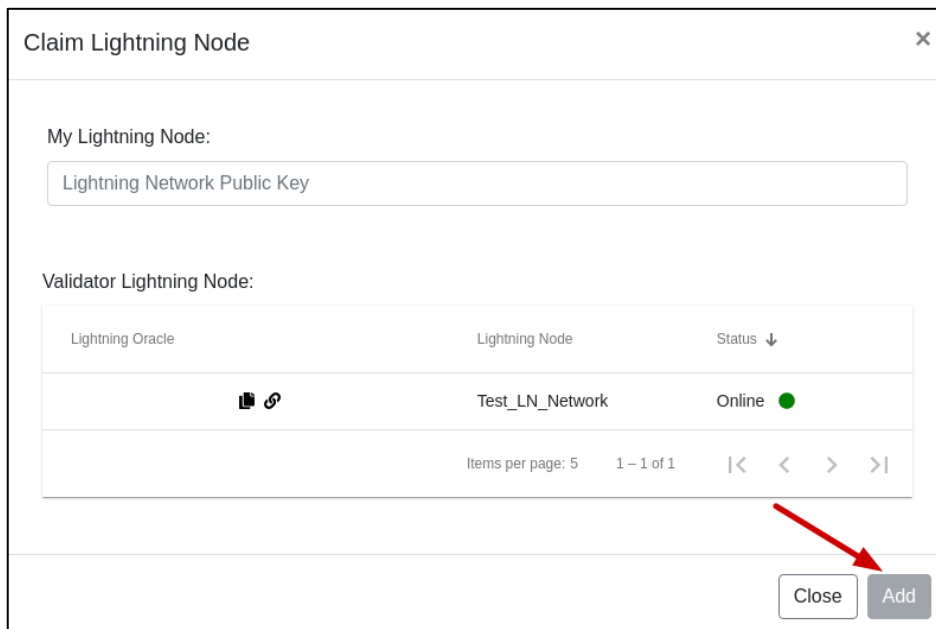 Claim Lightning Node ×
My Lightning Node:
Lightning Network Public Key
Validator Lightning Node:
Lightning Oracle Lightning Node Status
Test_LN_Network Online
Items per page: 5 1 – 1 of 1
Close Add